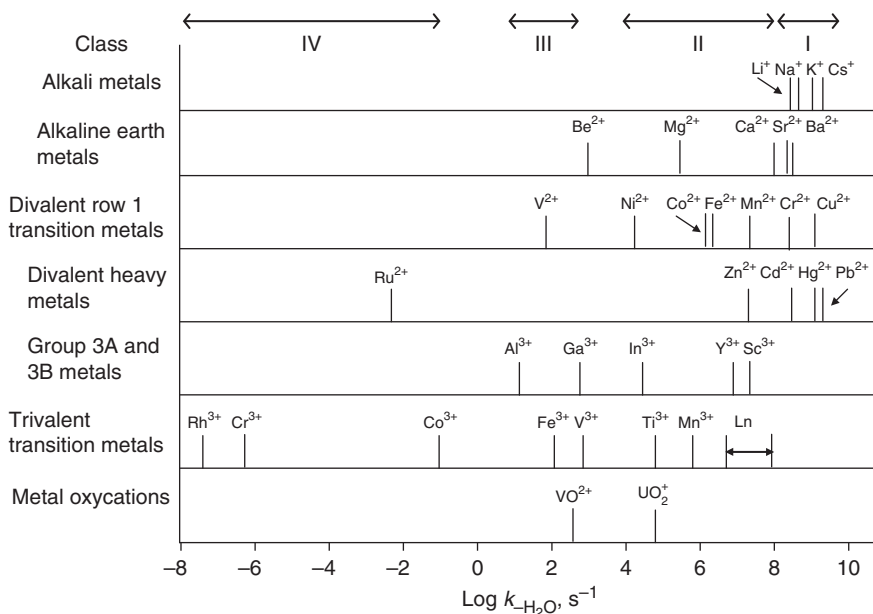 Class IV III II I
Alkali metals Li⁺ Na⁺ K⁺ Cs⁺
Alkaline earth metals Be²⁺ Mg²⁺ Ca²⁺ Sr²⁺ Ba²⁺
Divalent row 1 transition metals V²⁺ Ni²⁺ Co²⁺ Fe²⁺ Mn²⁺ Cr²⁺ Cu²⁺
Divalent heavy metals Ru²⁺ Zn²⁺ Cd²⁺ Hg²⁺ Pb²⁺
Group 3A and 3B metals Al³⁺ Ga³⁺ In³⁺ Y³⁺ Sc³⁺
Trivalent transition metals Rh³⁺ Cr³⁺ Co³⁺ Fe³⁺ V³⁺ Ti³⁺ Mn³⁺ Ln
Metal oxycations VO²⁺ UO₂⁺
–8 –6 –4 –2 0 2 4 6 8 10
Log k₋H₂O, s⁻¹